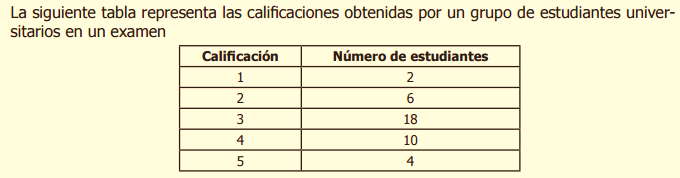 La siguiente tabla representa las calificaciones obtenidas por un grupo de estudiantes univer-
sitarios en un examen
Calificación Número de estudiantes
1 2
2 6
3 18
4 10
5 4